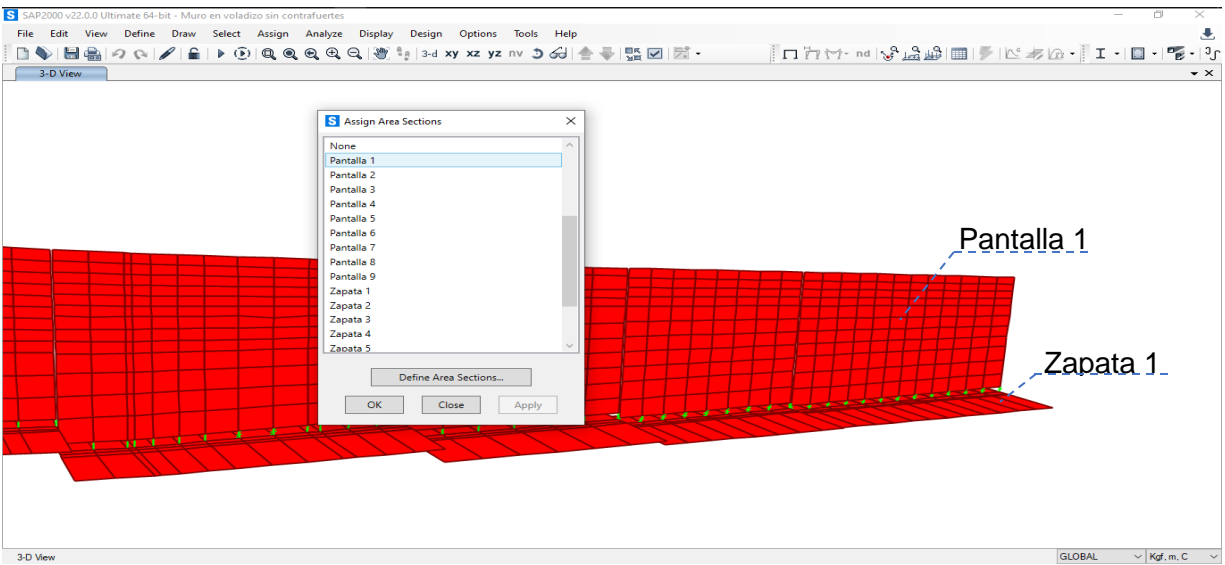 SAP2000 v22.0.0 Ultimate 64-bit - Muro en voladizo sin contrafuertes
File Edit View Define Draw Select Assign Analyze Display Design Options Tools Help
3-d xy xz yz nv nd
3-D View
Assign Area Sections
None
Pantalla 1
Pantalla 2
Pantalla 3
Pantalla 4
Pantalla 5
Pantalla 6
Pantalla 7
Pantalla 8
Pantalla 9
Zapata 1
Zapata 2
Zapata 3
Zapata 4
Zapata 5
Define Area Sections...
OK Close Apply
Pantalla 1
Zapata 1
3-D View GLOBAL Kgf, m, C